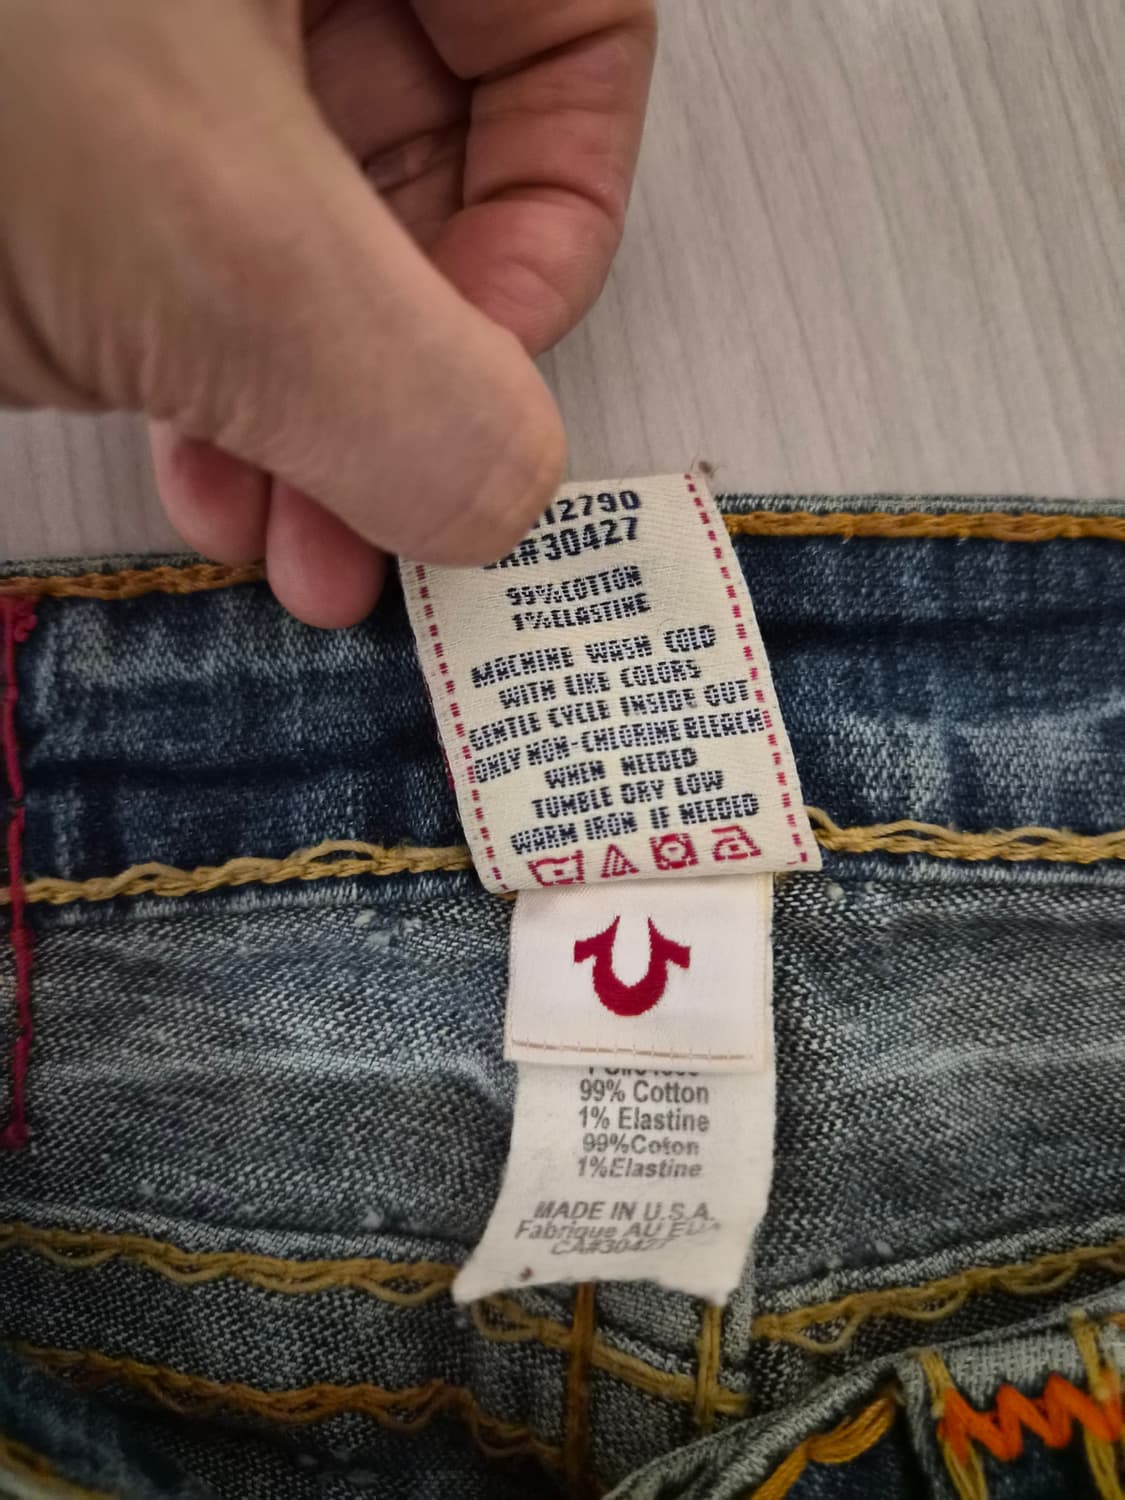 12790
CA#30427
99%COTTON
1%ELASTINE
MACHINE WASH COLD
WITH LIKE COLORS
GENTLE CYCLE INSIDE OUT
ONLY NON-CHLORINE BLEACH
WHEN NEEDED
TUMBLE DRY LOW
WARM IRON IF NEEDED
99% Cotton
1% Elastine
99%Coton
1%Elastine
MADE IN U.S.A.
Fabrique AU EU
CA#30427